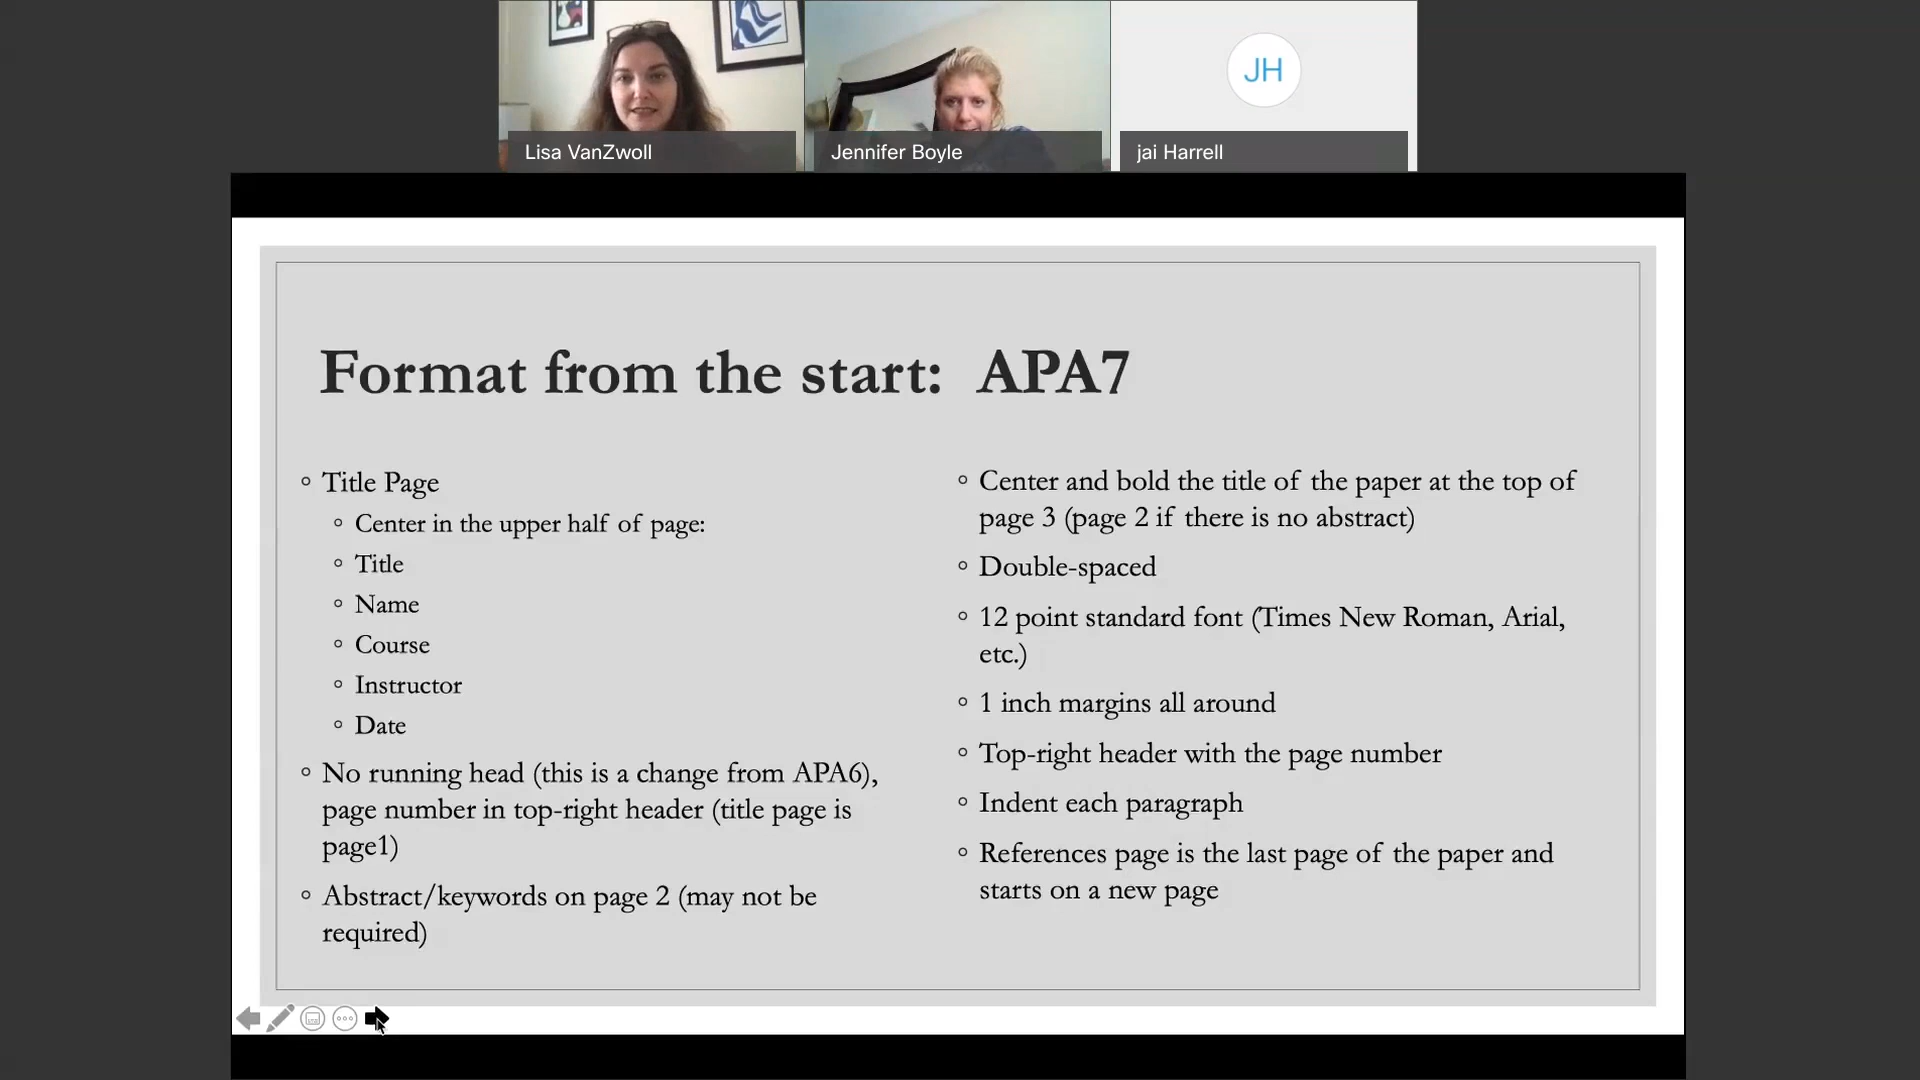 JH
Lisa VanZwoll
Jennifer Boyle
jai Harrell
Format from the start:  APA7
Title Page
Center in the upper half of page:
Title
Name
Course
Instructor
Date
No running head (this is a change from APA6),
page number in top-right header (title page is
page1)
Abstract/keywords on page 2 (may not be
required)
Center and bold the title of the paper at the top of
page 3 (page 2 if there is no abstract)
Double-spaced
12 point standard font (Times New Roman, Arial,
etc.)
1 inch margins all around
Top-right header with the page number
Indent each paragraph
References page is the last page of the paper and
starts on a new page